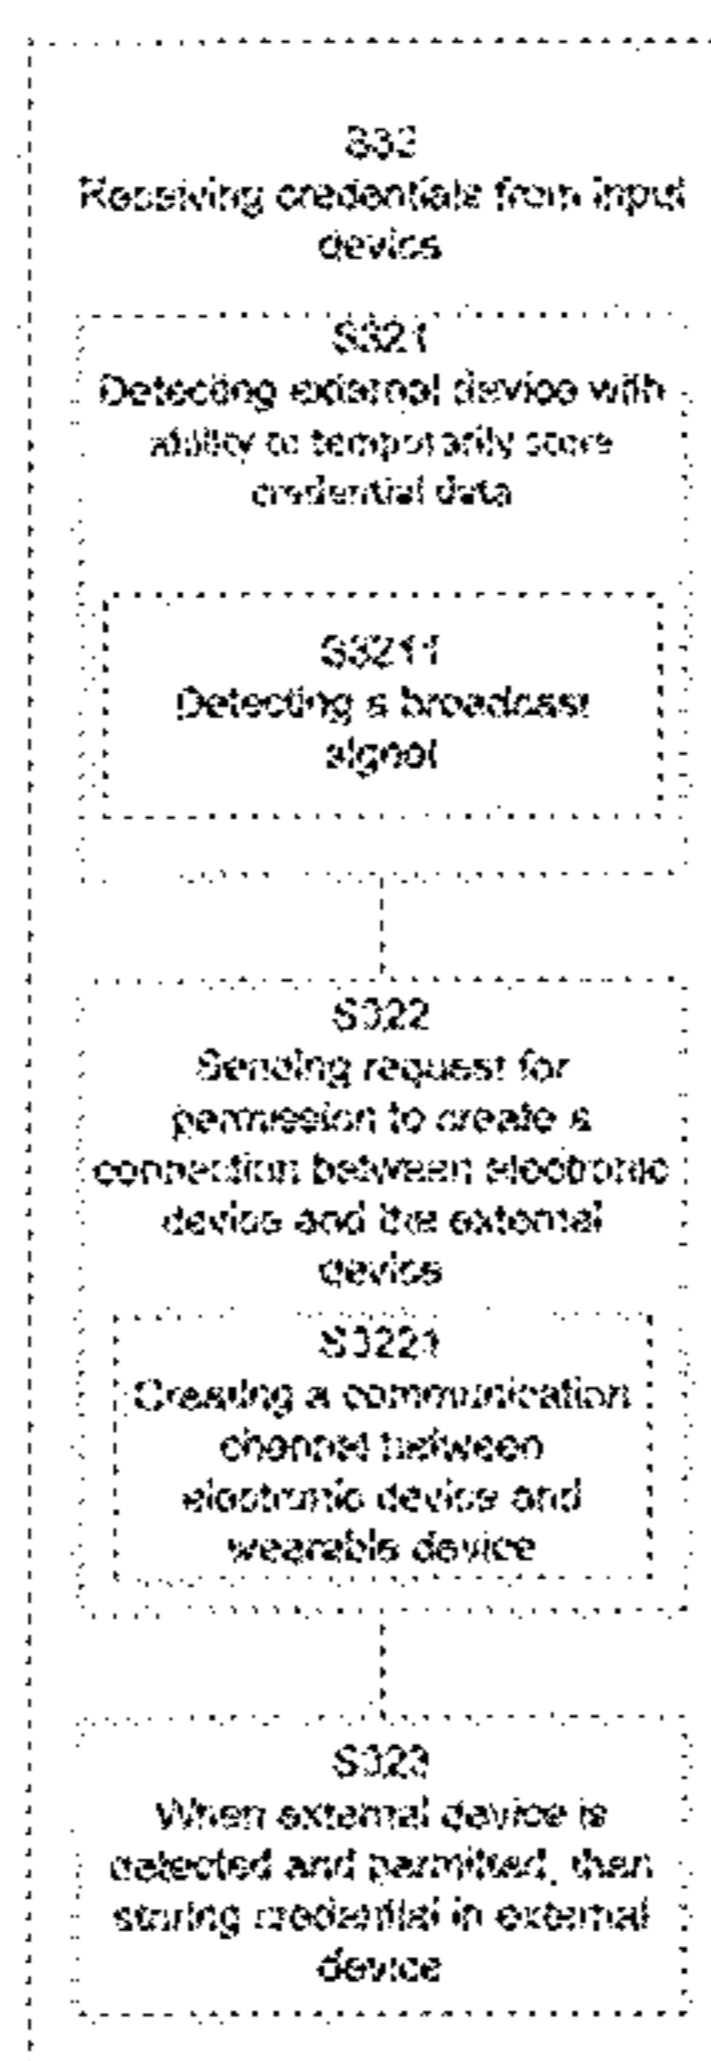 Receiving credentials from input
device
S321
Detecting external device with
ability to temporarily store
credential data
S3211
Detecting a broadcast
signal
S322
Sending request for
permission to create a
connection between electronic
device and the external
device
S3221
Creating a communication
channel between
electronic device and
wearable device
S323
When external device is
detected and permitted, then
storing credential in external
device